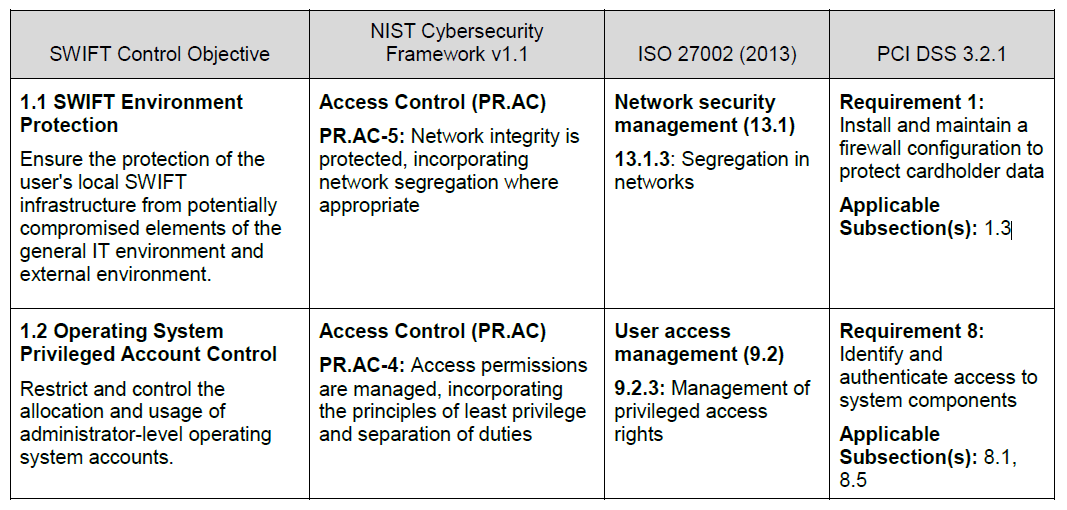 SWIFT Control Objective
NIST Cybersecurity
Framework v1.1
ISO 27002 (2013)
PCI DSS 3.2.1
1.1 SWIFT Environment
Protection
Ensure the protection of the
user's local SWIFT
infrastructure from potentially
compromised elements of the
general IT environment and
external environment.
Access Control (PR.AC)
PR.AC-5: Network integrity is
protected, incorporating
network segregation where
appropriate
Network security
management (13.1)
13.1.3: Segregation in
networks
Requirement 1:
Install and maintain a
firewall configuration to
protect cardholder data
Applicable
Subsection(s): 1.3
1.2 Operating System
Privileged Account Control
Restrict and control the
allocation and usage of
administrator-level operating
system accounts.
Access Control (PR.AC)
PR.AC-4: Access permissions
are managed, incorporating
the principles of least privilege
and separation of duties
User access
management (9.2)
9.2.3: Management of
privileged access
rights
Requirement 8:
Identify and
authenticate access to
system components
Applicable
Subsection(s): 8.1,
8.5